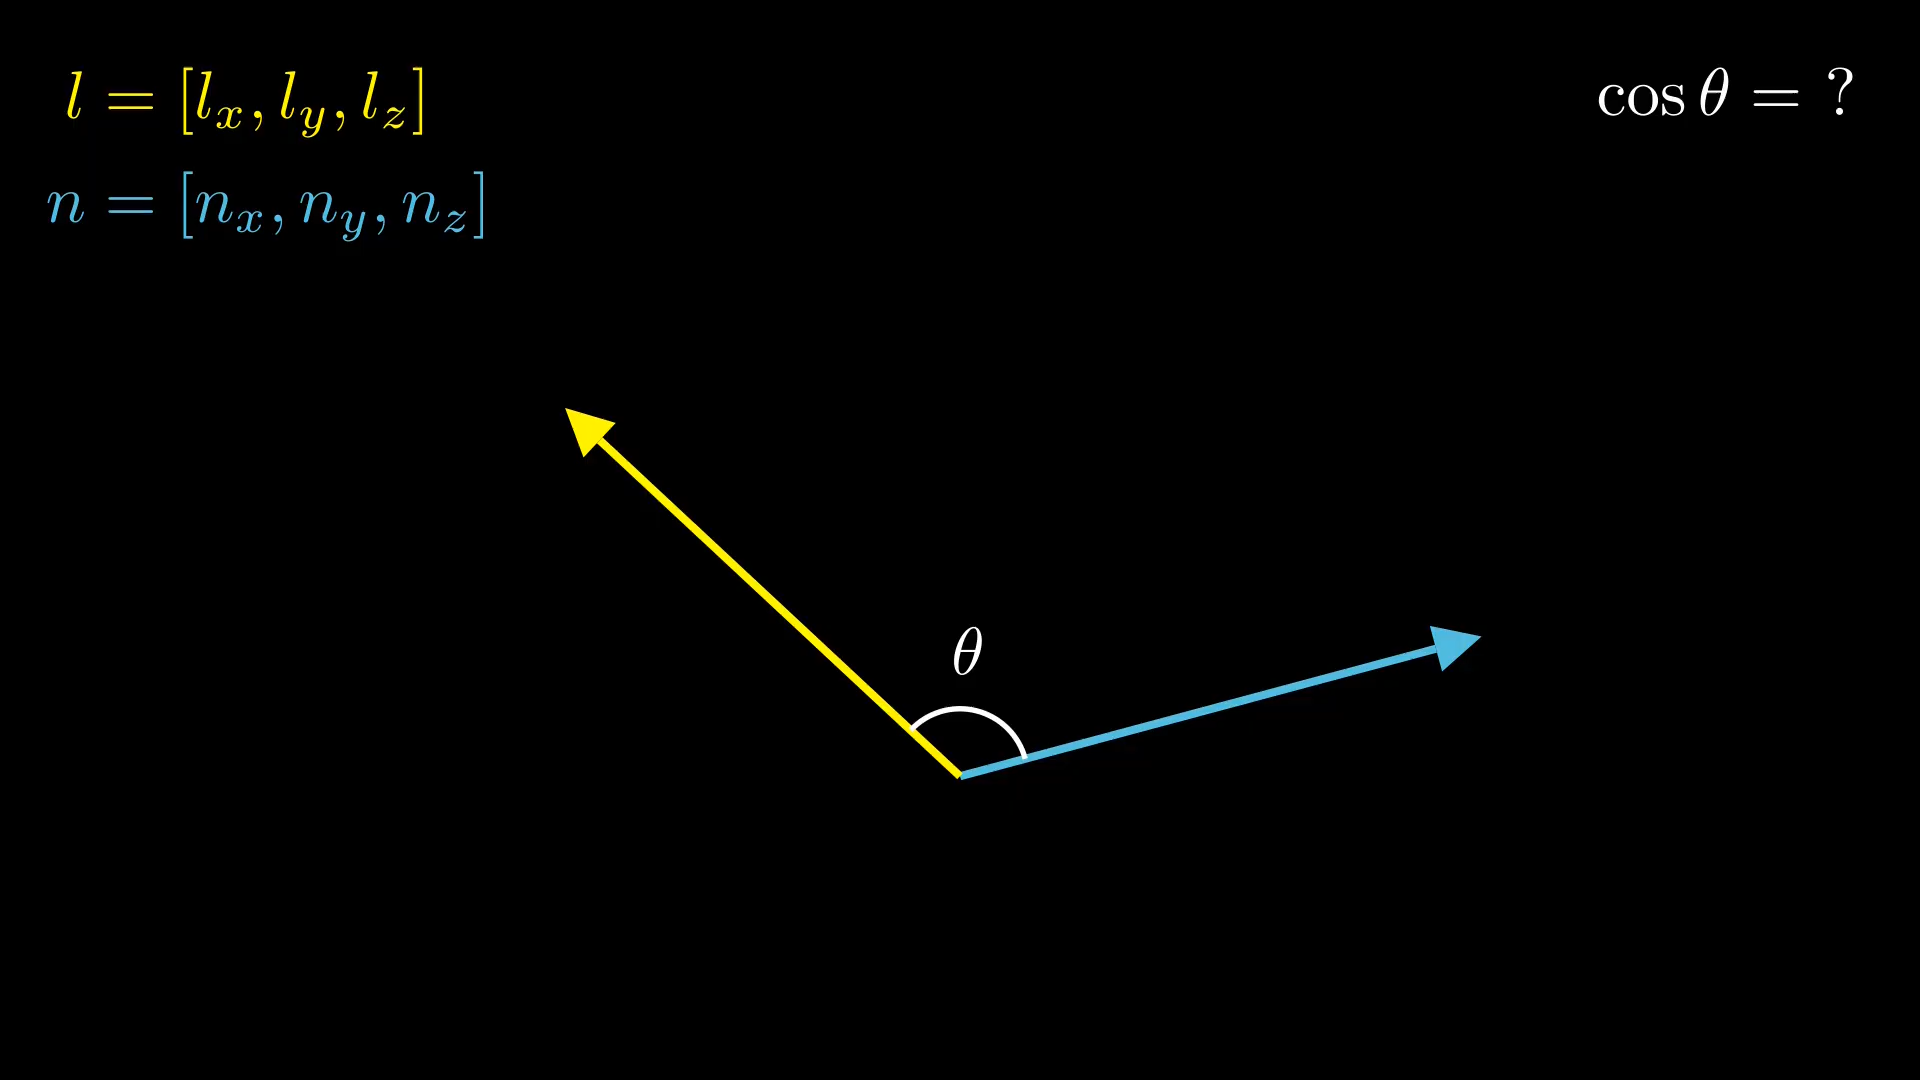 l = [l_x, l_y, l_z]
n = [n_x, n_y, n_z]
cos θ = ?
θ